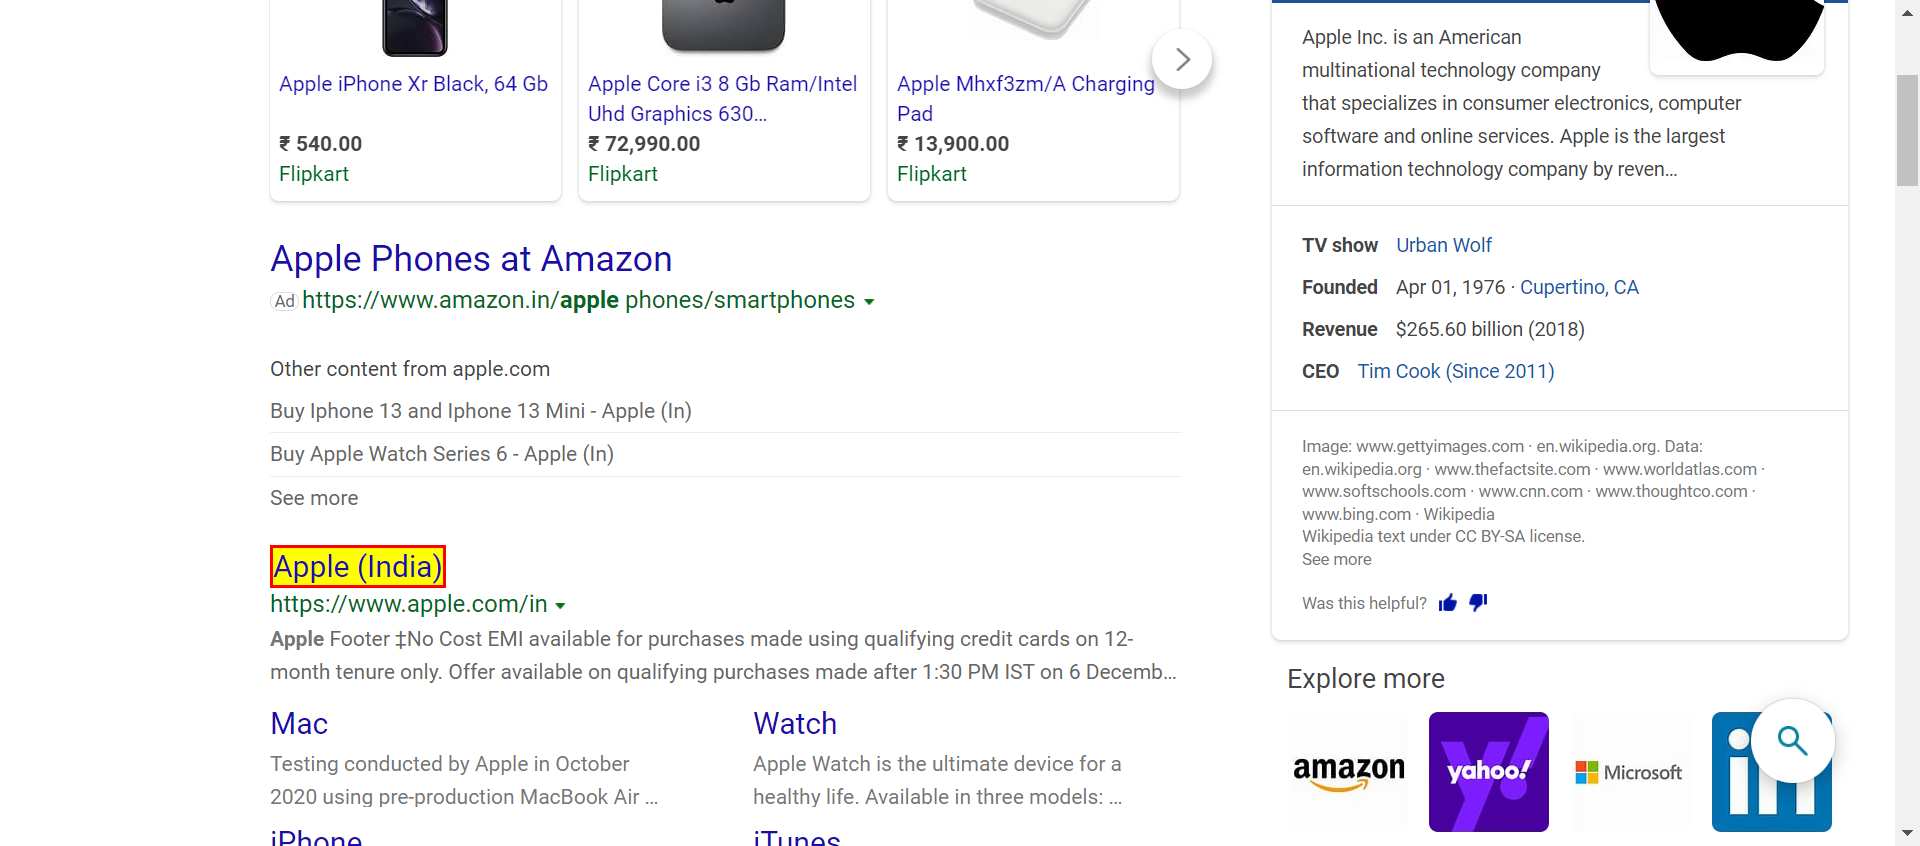 Apple iPhone Xr Black, 64 Gb
₹ 540.00
Flipkart
Apple Core i3 8 Gb Ram/Intel
Uhd Graphics 630...
₹ 72,990.00
Flipkart
Apple Mhxf3zm/A Charging
Pad
₹ 13,900.00
Flipkart
Apple Phones at Amazon
Ad https://www.amazon.in/apple phones/smartphones
Other content from apple.com
Buy Iphone 13 and Iphone 13 Mini - Apple (In)
Buy Apple Watch Series 6 - Apple (In)
See more
Apple (India)
https://www.apple.com/in
Apple Footer ‡No Cost EMI available for purchases made using qualifying credit cards on 12-
month tenure only. Offer available on qualifying purchases made after 1:30 PM IST on 6 Decemb...
Mac
Testing conducted by Apple in October
2020 using pre-production MacBook Air ...
Watch
Apple Watch is the ultimate device for a
healthy life. Available in three models: ...
iPhone
iTunes
Apple Inc. is an American
multinational technology company
that specializes in consumer electronics, computer
software and online services. Apple is the largest
information technology company by reven...
TV show Urban Wolf
Founded Apr 01, 1976 · Cupertino, CA
Revenue $265.60 billion (2018)
CEO Tim Cook (Since 2011)
Image: www.gettyimages.com · en.wikipedia.org. Data:
en.wikipedia.org · www.thefactsite.com · www.worldatlas.com ·
www.softschools.com · www.cnn.com · www.thoughtco.com ·
www.bing.com · Wikipedia
Wikipedia text under CC BY-SA license.
See more
Was this helpful?
Explore more
amazon
yahoo!
Microsoft
in